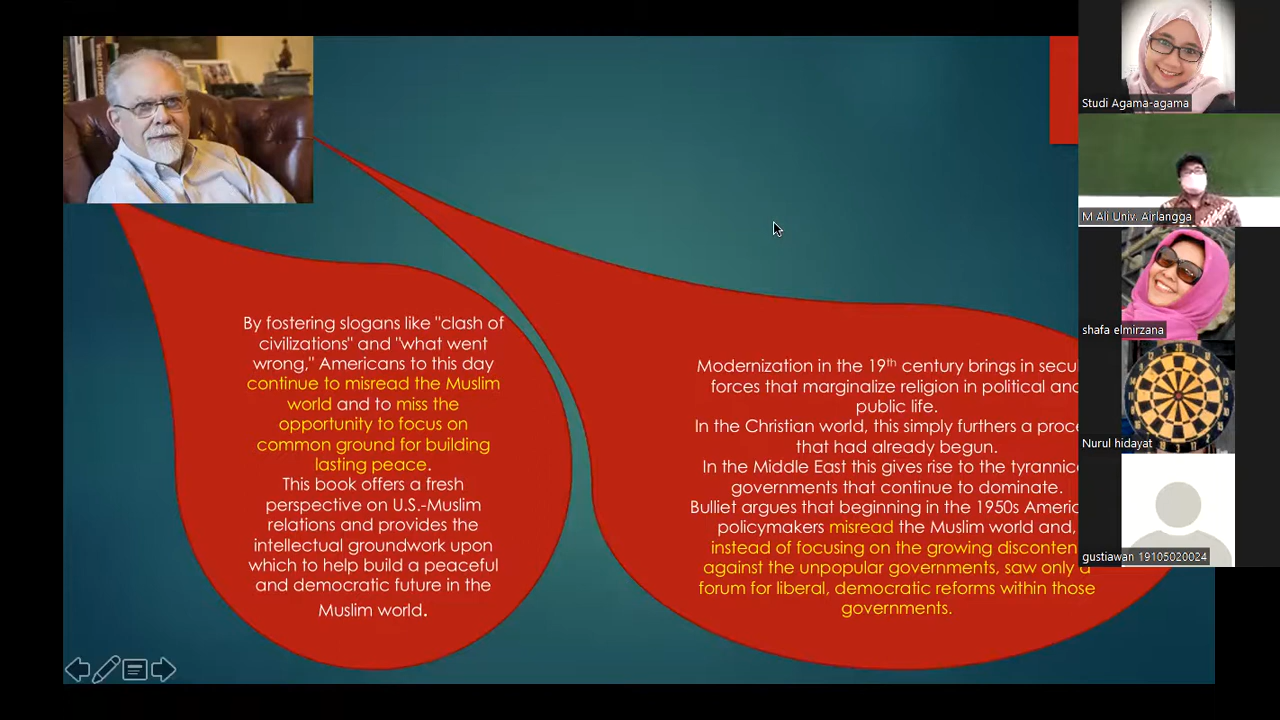 By fostering slogans like "clash of
civilizations" and "what went
wrong," Americans to this day
continue to misread the Muslim
world and to miss the
opportunity to focus on
common ground for building
lasting peace.
This book offers a fresh
perspective on U.S.-Muslim
relations and provides the
intellectual groundwork upon
which to help build a peaceful
and democratic future in the
Muslim world.
Modernization in the 19th century brings in
forces that marginalize religion in political
public life.
In the Christian world, this simply furthers a
that had already begun.
In the Middle East this gives rise to the
governments that continue to dominate.
Bulliet argues that beginning in the 1950s
policymakers misread the Muslim world and,
instead of focusing on the growing
against the unpopular governments, saw only a
forum for liberal, democratic reforms within those
governments.
Studi Agama-agama
M Ali Univ. Airlangga
shafa elmirzana
Nurul hidayat
gustiawan 19105020024